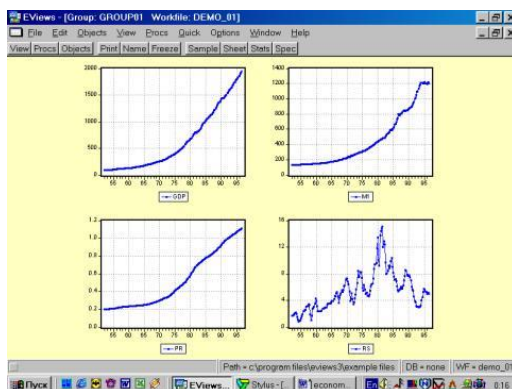 EViews - [Group: GROUP01 Workfile: DEMO_01]
File Edit Objects View Procs Quick Options Window Help
View Procs Objects Print Name Freeze Sample Sheet Stats Spec
2000
1500
1000
500
0
55 60 65 70 75 80 85 90 95
GDP
1400
1200
1000
800
600
400
200
0
55 60 65 70 75 80 85 90 95
M1
1.2
1.0
0.8
0.6
0.4
0.2
0.0
55 60 65 70 75 80 85 90 95
PR
16
12
8
4
0
55 60 65 70 75 80 85 90 95
RS
Path = c:\program files\eviews3\example files DB = none WF = demo_01
Пуск EViews... Stylus - [... econom... En 0:16